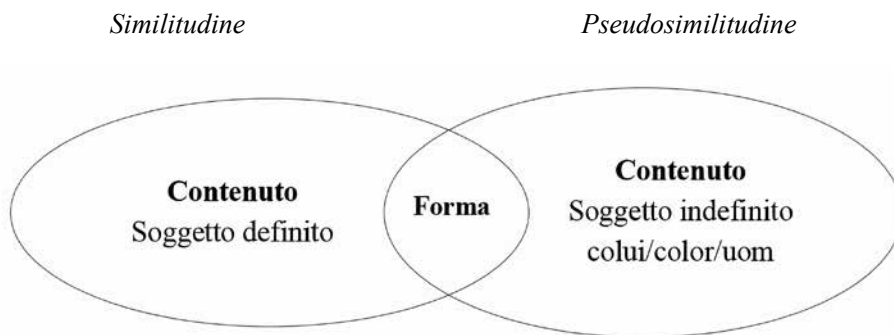 Similitudine
Pseudosimilitudine
Contenuto
Soggetto definito
Forma
Contenuto
Soggetto indefinito
colui/color/uom